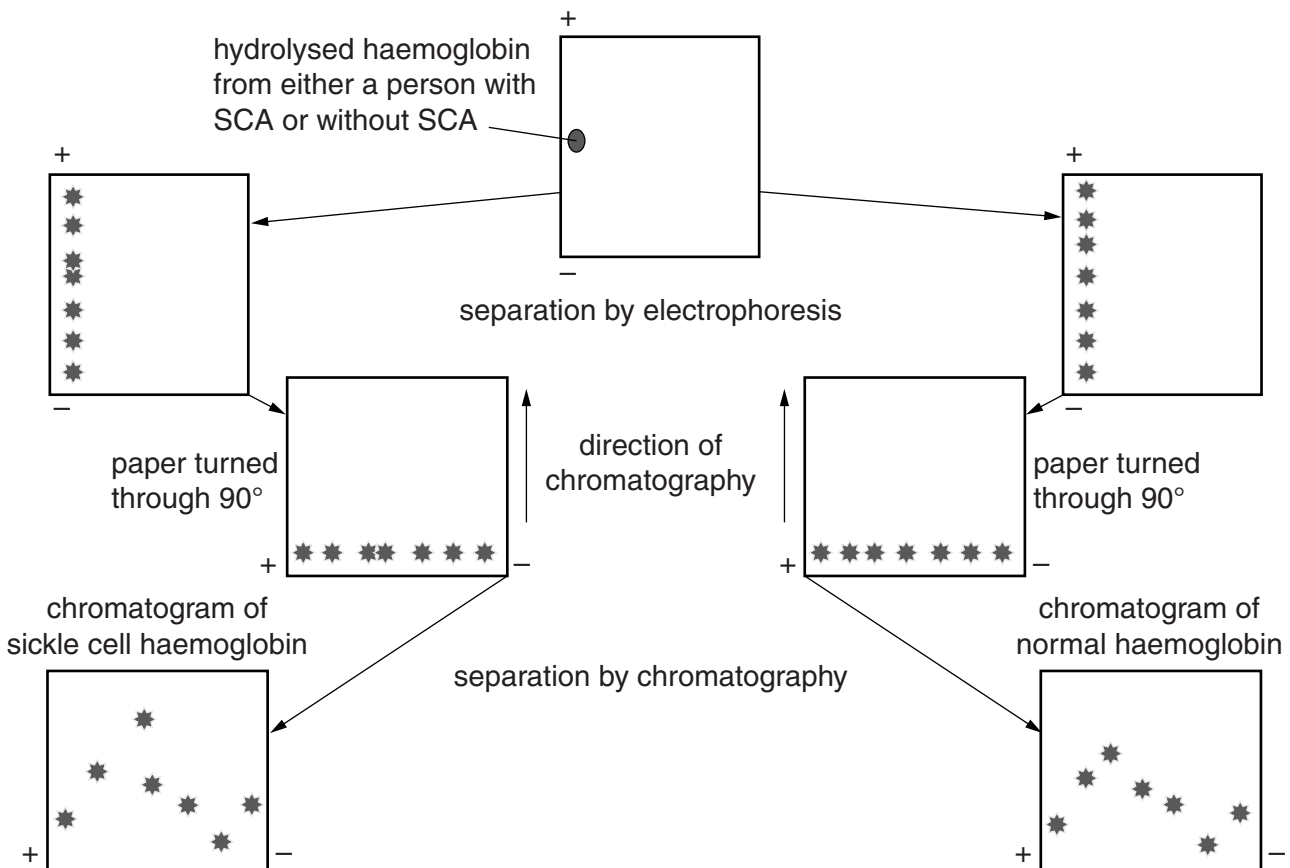 +
hydrolysed haemoglobin
from either a person with
SCA or without SCA
–
+
–
+
–
separation by electrophoresis
paper turned
through 90°
direction of
chromatography
paper turned
through 90°
+
–
+
–
chromatogram of
sickle cell haemoglobin
separation by chromatography
chromatogram of
normal haemoglobin
+
–
+
–